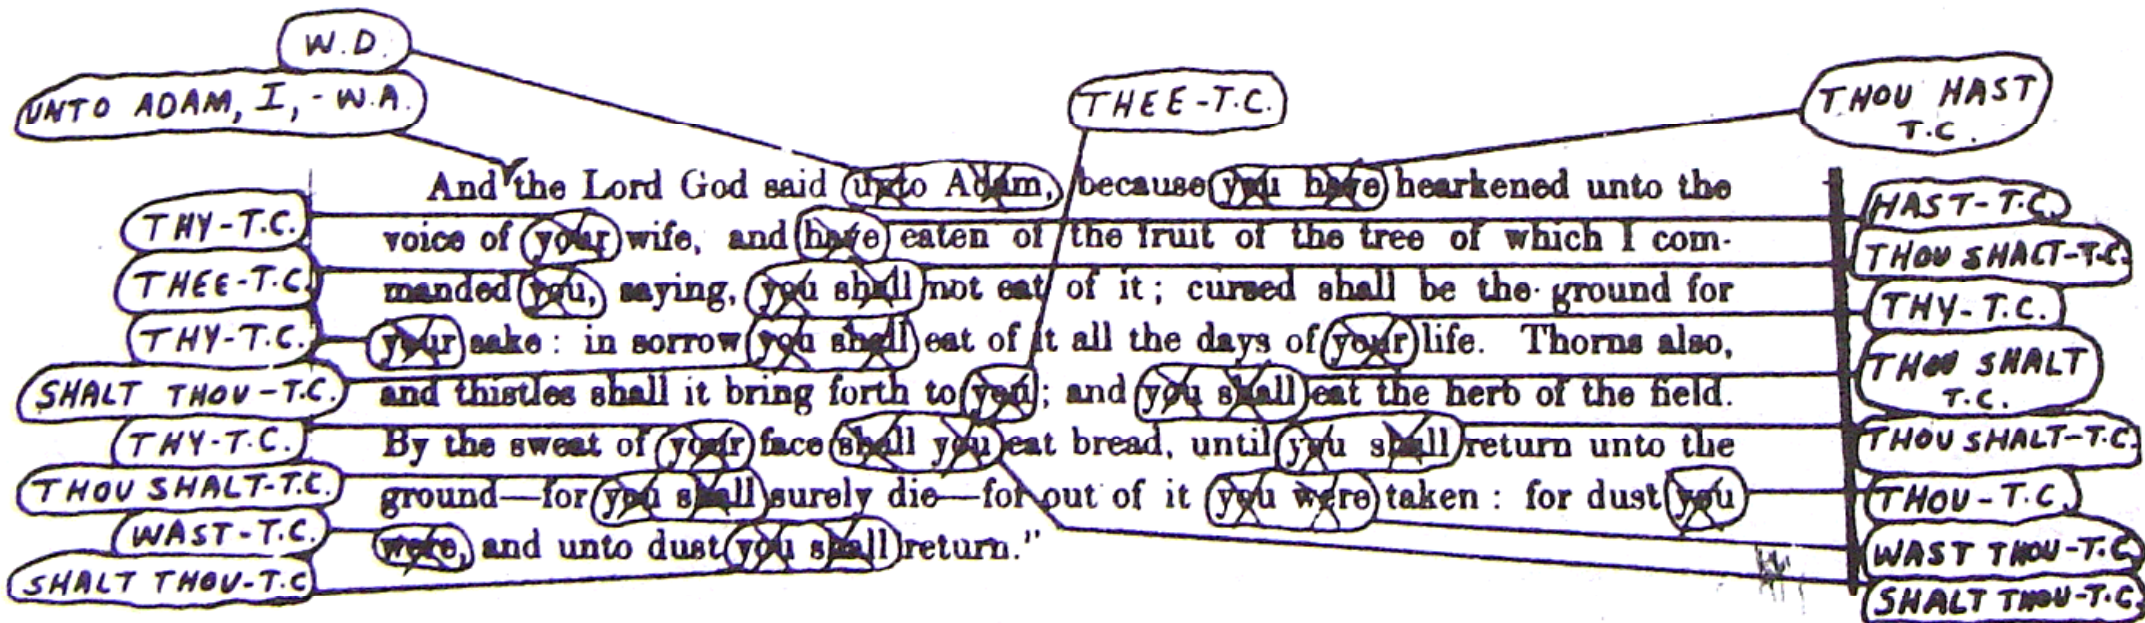 W.D.
UNTO ADAM, I, - W.A.
THEE-T.C.
THOU HAST
T.C.
And the Lord God said unto Adam, because you have hearkened unto the
voice of your wife, and have eaten of the fruit of the tree of which I com-
manded you, saying, you shall not eat of it; cursed shall be the ground for
your sake: in sorrow you shall eat of it all the days of your life. Thorns also,
and thistles shall it bring forth to you; and you shall eat the herb of the field.
By the sweat of your face shall you eat bread, until you shall return unto the
ground—for you shall surely die—for out of it you were taken: for dust you
were, and unto dust you shall return."
THY-T.C.
THEE-T.C.
THY-T.C.
SHALT THOU-T.C.
THY-T.C.
THOU SHALT-T.C.
WAST-T.C.
SHALT THOU-T.C
HAST-T.C.
THOU SHALT-T.C.
THY-T.C.
THOU SHALT
T.C.
THOU SHALT-T.C.
THOU-T.C.
WAST THOU-T.C.
SHALT THOU-T.C.